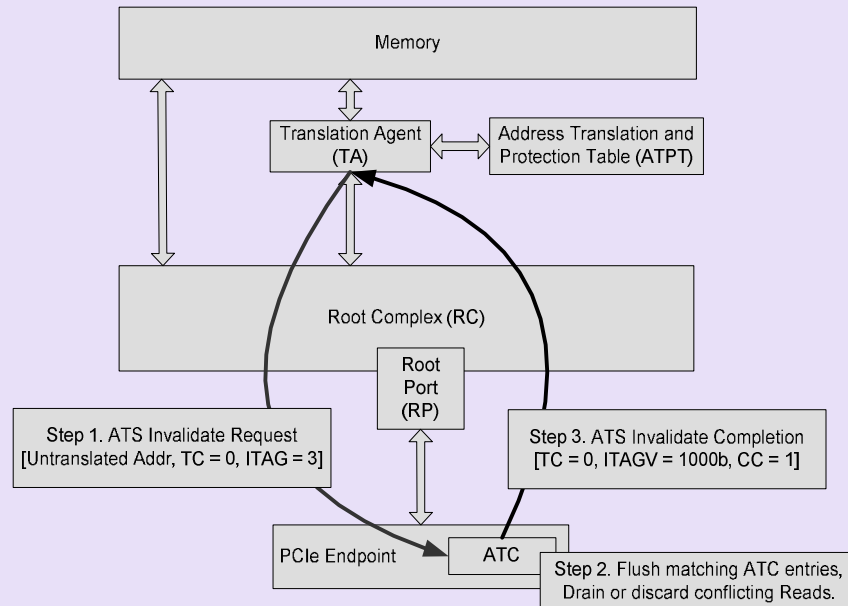 Memory
Translation Agent
(TA)
Address Translation and
Protection Table (ATPT)
Root Complex (RC)
Root
Port
(RP)
Step 1. ATS Invalidate Request
[Untranslated Addr, TC = 0, ITAG = 3]
Step 3. ATS Invalidate Completion
[TC = 0, ITAGV = 1000b, CC = 1]
PCIe Endpoint
ATC
Step 2. Flush matching ATC entries,
Drain or discard conflicting Reads.